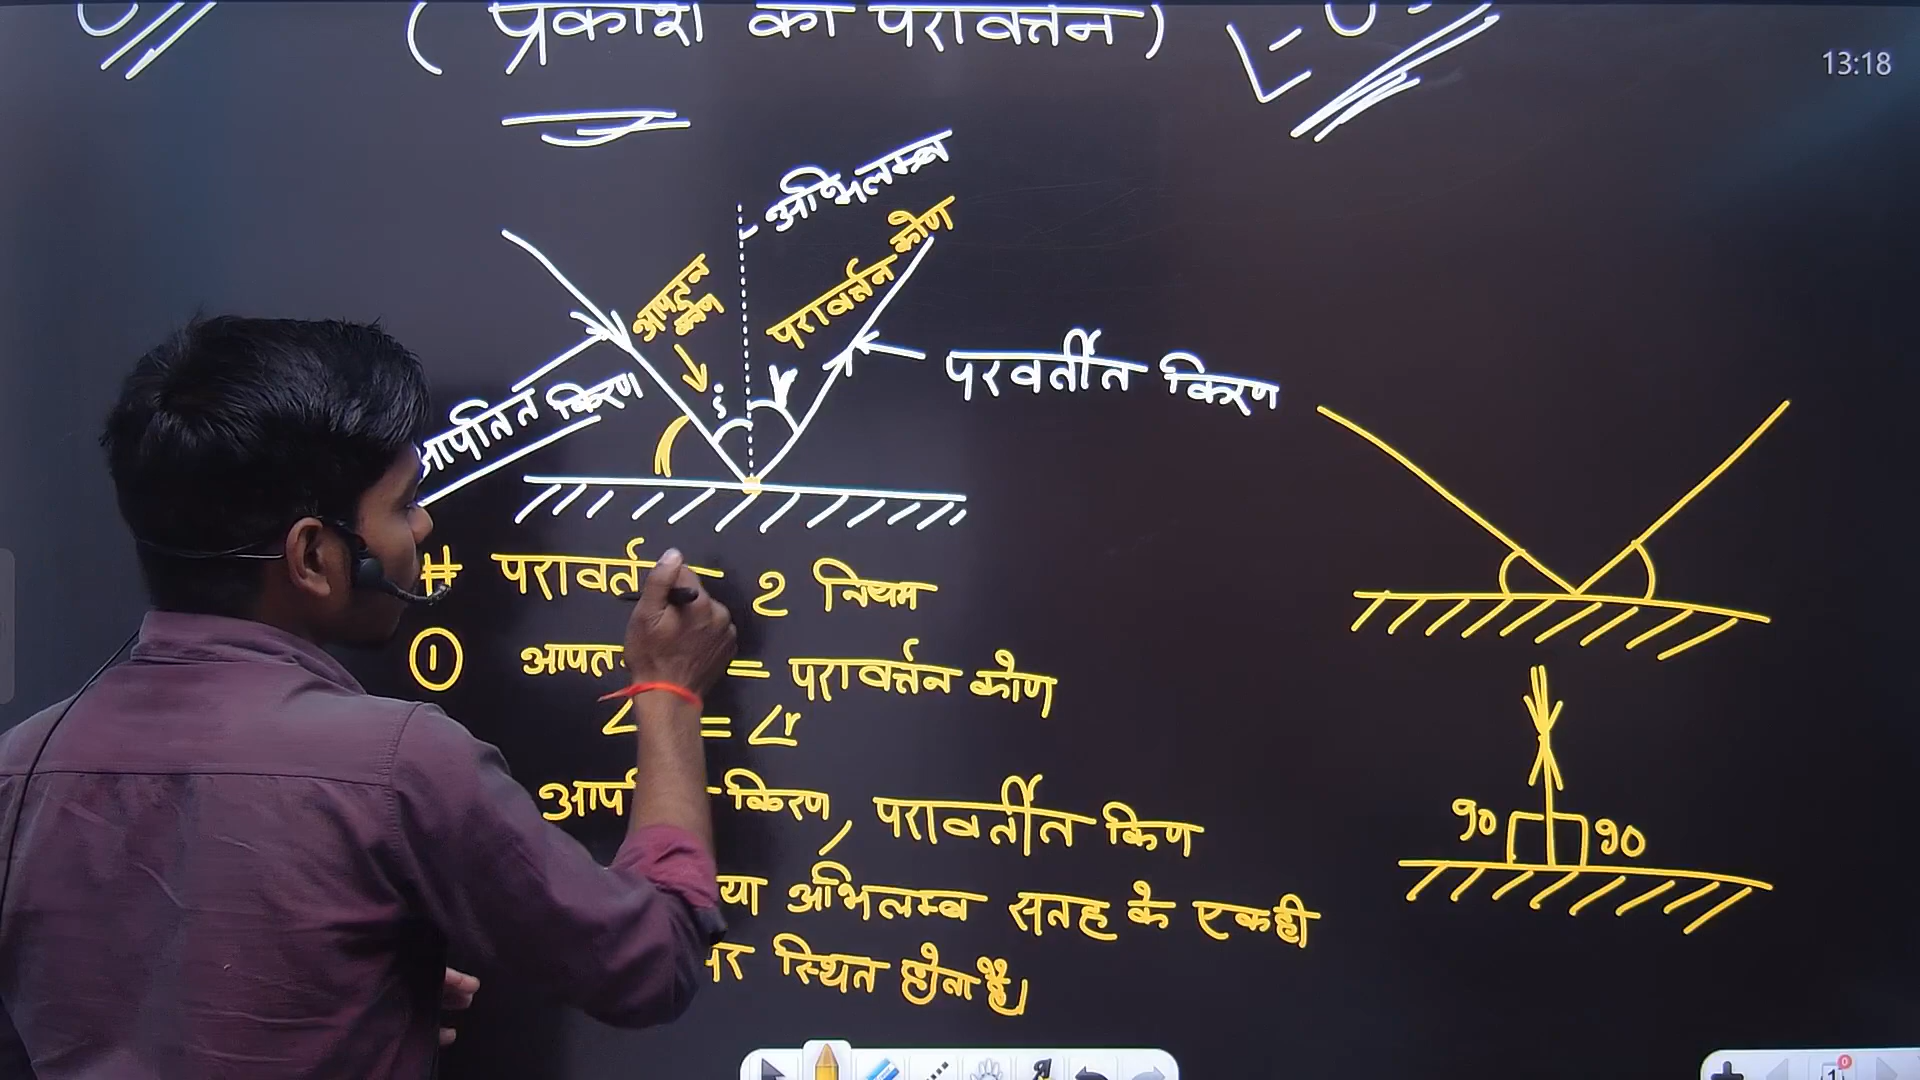 ( प्रकाश का परावर्त्तन )
13:18
अभिलम्ब
आपतन कोण
परावर्त्तन कोण
i
r
आपतित किरण
परवर्तीत किरण
# परावर्त 2 नियम
1 आपत = परावर्त्तन कोण
∠ = ∠r
आप किरण, परावर्तीत किण
या अभिलम्ब सतह के एकही
पर स्थित होता है।
90 90